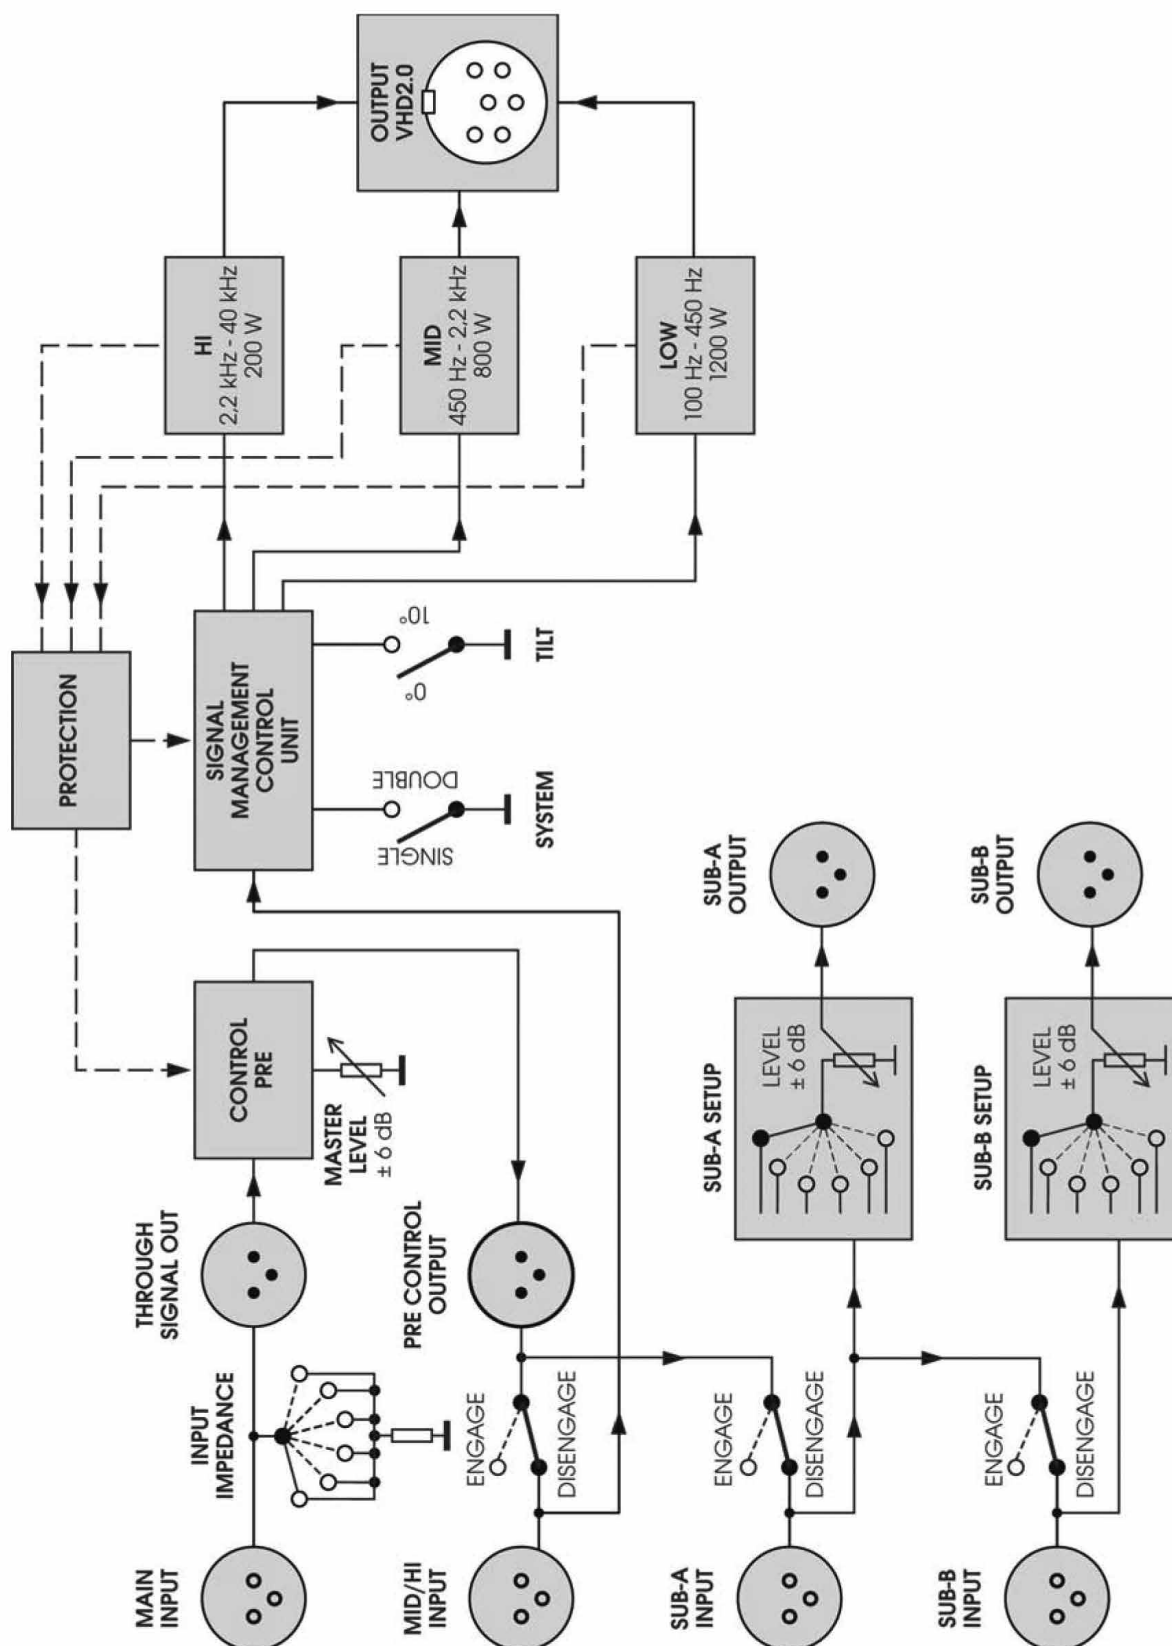 MAIN
INPUT
INPUT
IMPEDANCE
THROUGH
SIGNAL OUT
CONTROL
PRE
MASTER
LEVEL
± 6 dB
PROTECTION
SIGNAL
MANAGEMENT
CONTROL
UNIT
SINGLE
DOUBLE
SYSTEM
0°
10°
TILT
HI
2,2 kHz - 40 kHz
200 W
MID
450 Hz - 2,2 kHz
800 W
LOW
100 Hz - 450 Hz
1200 W
OUTPUT
VHD2.0
MID/HI
INPUT
ENGAGE
DISENGAGE
PRE CONTROL
OUTPUT
SUB-A
INPUT
ENGAGE
DISENGAGE
SUB-A SETUP
LEVEL
± 6 dB
SUB-A
OUTPUT
SUB-B
INPUT
ENGAGE
DISENGAGE
SUB-B SETUP
LEVEL
± 6 dB
SUB-B
OUTPUT